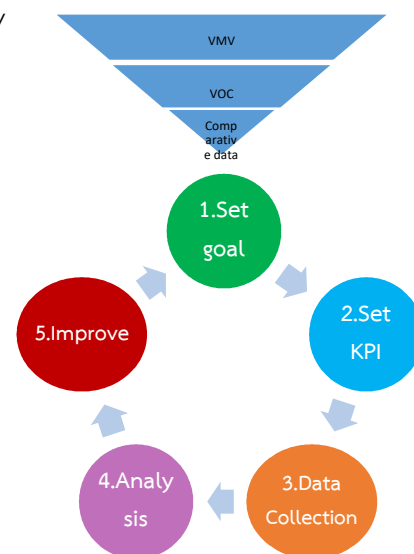 VMV
VOC
Comp
arativ
e data
1.Set
goal
2.Set
KPI
5.Improve
4.Analy
sis
3.Data
Collection